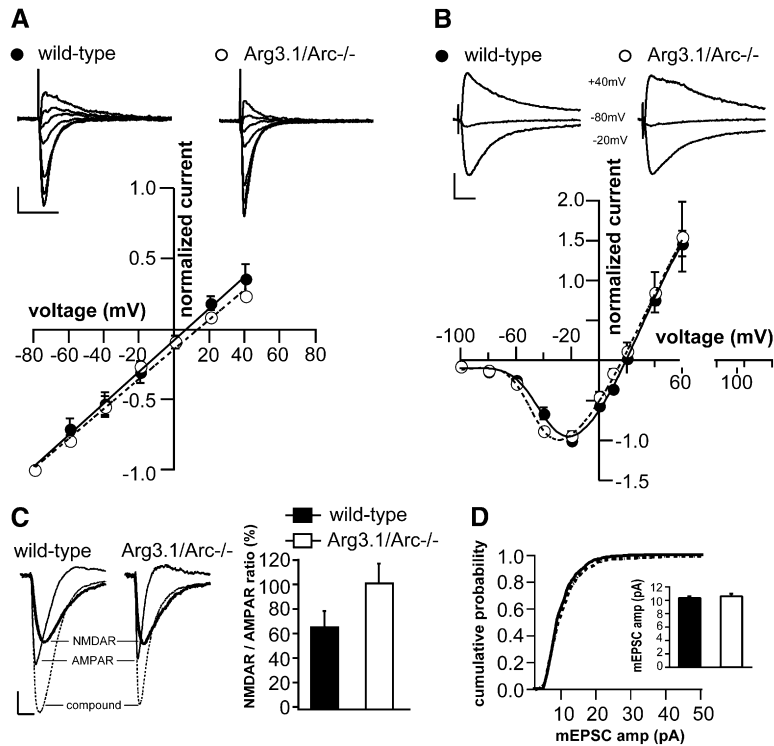 A
wild-type
Arg3.1/Arc-/-
1.0
0.5
-0.5
-1.0
normalized current
voltage (mV)
-80 -60 -40 -20 20 40 60 80
B
wild-type
Arg3.1/Arc-/-
+40mV
-80mV
-20mV
2.0
1.5
1.0
-1.0
-1.5
normalized current
voltage (mV)
-100 -60 -20 60 100
C
wild-type
Arg3.1/Arc-/-
NMDAR
AMPAR
compound
wild-type
Arg3.1/Arc-/-
NMDAR / AMPAR ratio (%)
120
100
80
60
40
20
0
D
cumulative probability
1.0
0.8
0.6
0.4
0.2
0.0
10 20 30 40 50
mEPSC amp (pA)
mEPSC amp (pA)
12
10
8
6
4
2
0